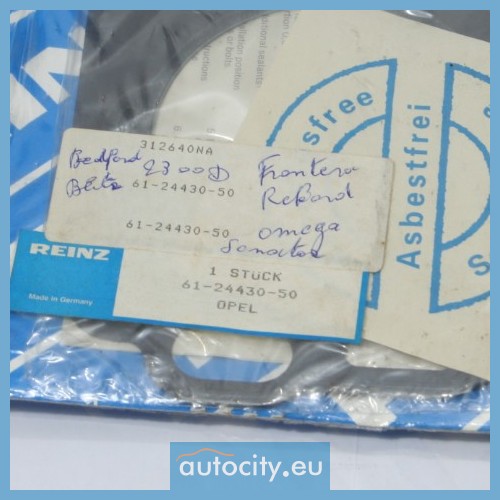 312640NA
Bedford 2300D Frontera
Blitz 61-24430-50 Rekord
61-24430-50 omega
Senator
REINZ
1 STÜCK
61-24430-50
OPEL
Made in Germany
Asbestfrei
sfree
autocity.eu